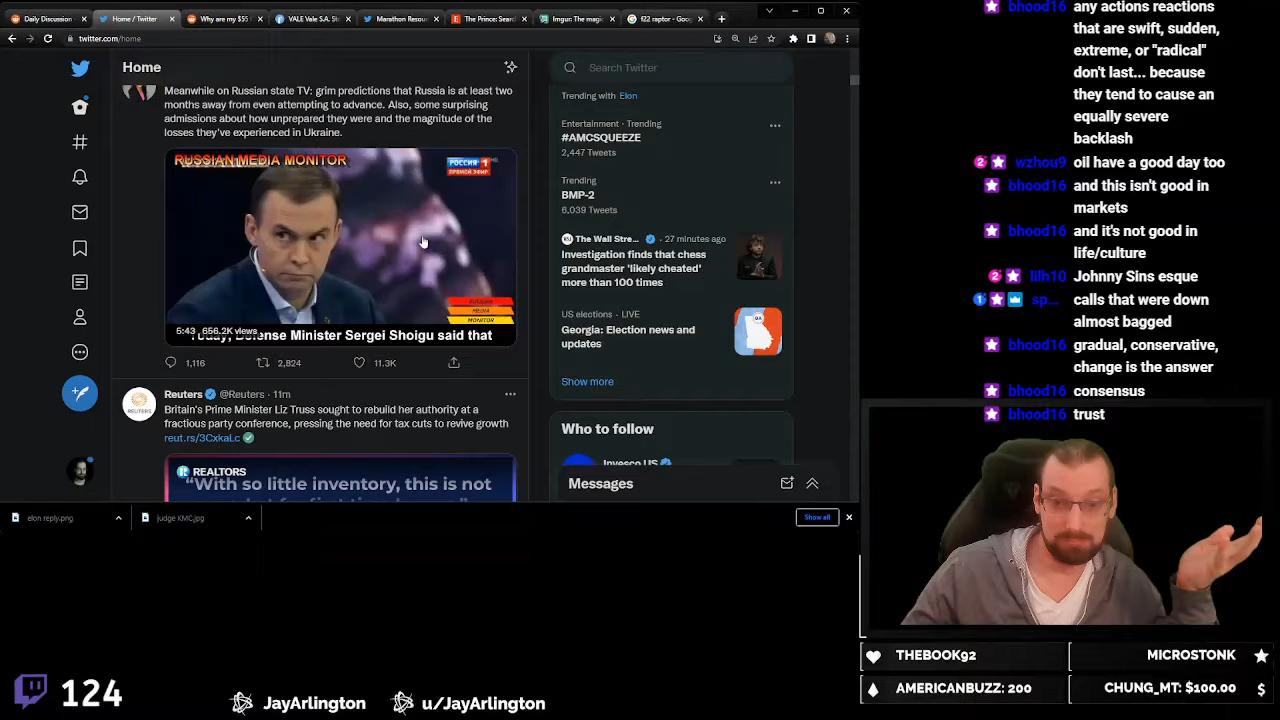 Daily Discussion
Home / Twitter
Why are my $55
VALE Vale S.A. St
Marathon Resou
The Prince: Searc
Imgur: The magi
f22 raptor - Goo
twitter.com/home
Home
Search Twitter
Meanwhile on Russian state TV: grim predictions that Russia is at least two
months away from even attempting to advance. Also, some surprising
admissions about how unprepared they were and the magnitude of the
losses they've experienced in Ukraine.
RUSSIAN MEDIA MONITOR
РОССИЯ 1
ПРЯМОЙ ЭФИР
RUSSIAN
MEDIA
MONITOR
5:43 656.2K views
Today, Defense Minister Sergei Shoigu said that
1,116
2,824
11.3K
Reuters @Reuters · 11m
Britain's Prime Minister Liz Truss sought to rebuild her authority at a
fractious party conference, pressing the need for tax cuts to revive growth
reut.rs/3CxkaLc
REALTORS
"With so little inventory, this is not
Trending with Elon
Entertainment · Trending
#AMCSQUEEZE
2,447 Tweets
Trending
BMP-2
6,039 Tweets
The Wall Stre... · 27 minutes ago
Investigation finds that chess
grandmaster 'likely cheated'
more than 100 times
US elections · LIVE
Georgia: Election news and
updates
Show more
Who to follow
Invesco US
Messages
elon reply.png
judge KMC.jpg
Show all
bhood16 any actions reactions
that are swift, sudden,
extreme, or "radical"
don't last... because
they tend to cause an
equally severe
backlash
wzhou9 oil have a good day too
bhood16 and this isn't good in
markets
bhood16 and it's not good in
life/culture
lilh10 Johnny Sins esque
sp... calls that were down
almost bagged
bhood16 gradual, conservative,
change is the answer
bhood16 consensus
bhood16 trust
THEBOOK92
MICROSTONK
AMERICANBUZZ: 200
CHUNG_MT: $100.00
124
JayArlington
u/JayArlington